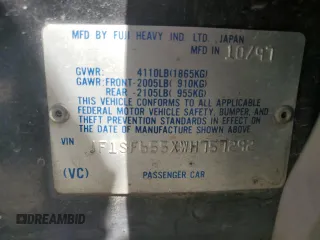 MFD BY FUJI HEAVY IND LTD., JAPAN
MFD IN 10/97
GVWR: 4110LB(1865KG)
GAWR:FRONT-2005LB( 910KG)
REAR -2105LB( 955KG)
THIS VEHICLE CONFORMS TO ALL APPLICABLE
FEDERAL MOTOR VEHICLE SAFETY, BUMPER, AND
THEFT PREVENTION STANDARDS IN EFFECT ON
THE DATE OF MANUFACTURE SHOWN ABOVE.
VIN
(VC) PASSENGER CAR
DREAMBID